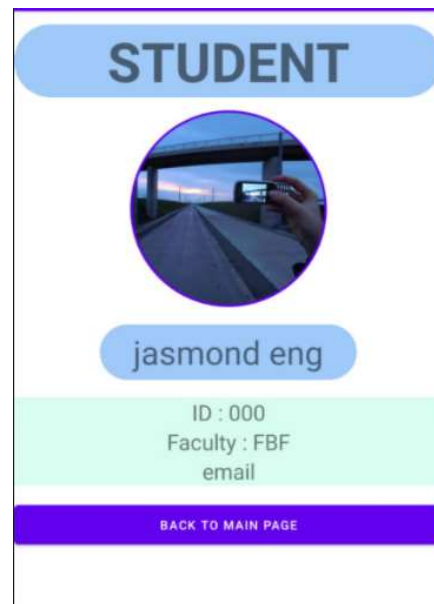 STUDENT
jasmond eng
ID : 000
Faculty : FBF
email
BACK TO MAIN PAGE